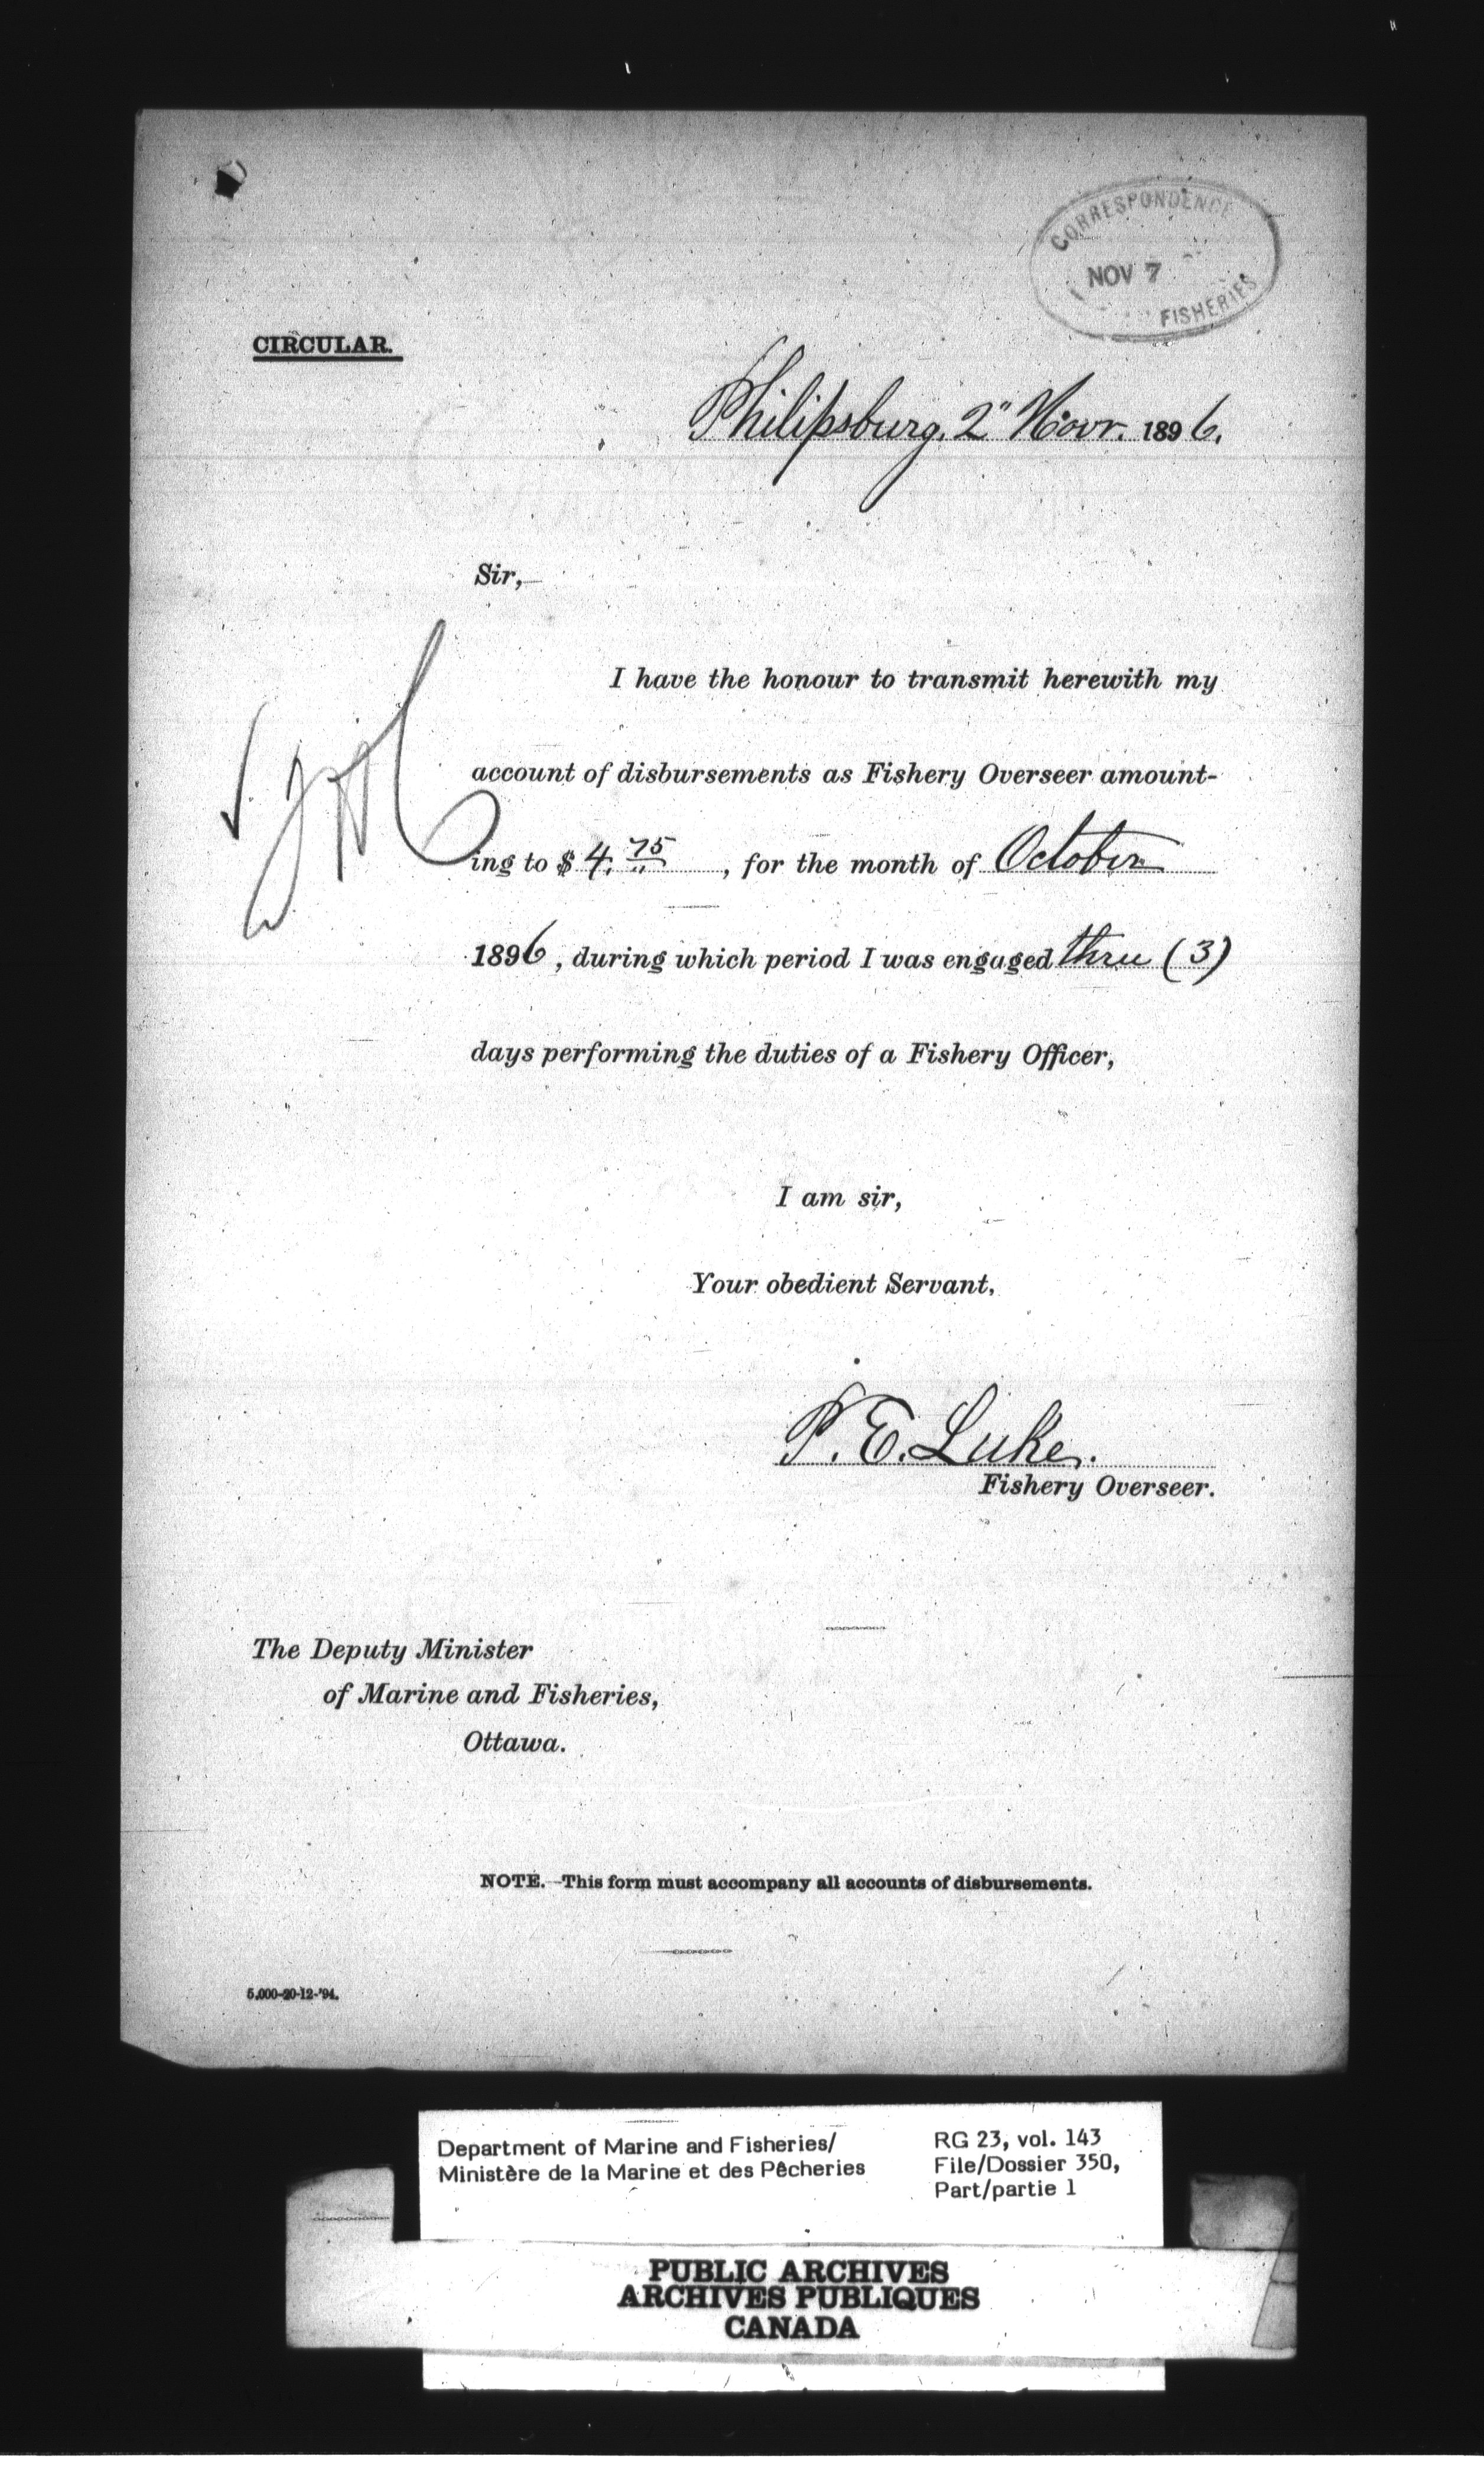 CORRESPONDENCE
NOV 7
FISHERIES
CIRCULAR.
Philipsburg, 2" Novr. 1896.
Sir,
I have the honour to transmit herewith my
account of disbursements as Fishery Overseer amount-
ing to $ 4. 75, for the month of October
1896, during which period I was engaged three (3)
days performing the duties of a Fishery Officer,
I am sir,
Your obedient Servant,
P. E. Luke.
Fishery Overseer.
The Deputy Minister
of Marine and Fisheries,
Ottawa.
NOTE.—This form must accompany all accounts of disbursements.
5,000-20-12-'94.
Department of Marine and Fisheries/
Ministère de la Marine et des Pêcheries
RG 23, vol. 143
File/Dossier 350,
Part/partie 1
PUBLIC ARCHIVES
ARCHIVES PUBLIQUES
CANADA